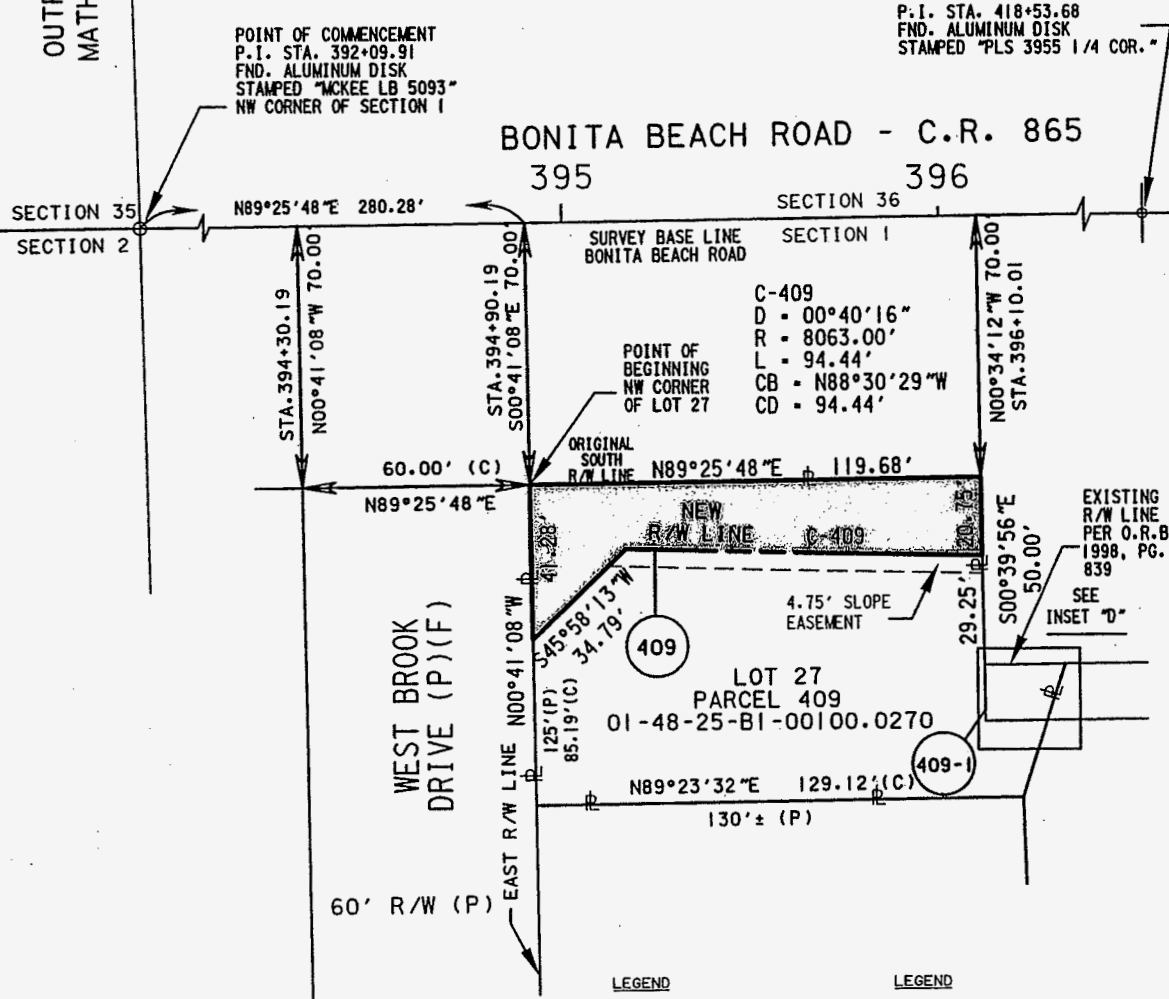 OUTP
MATH
POINT OF COMMENCEMENT
P.I. STA. 392+09.91
FND. ALUMINUM DISK
STAMPED "MCKEE LB 5093"
NW CORNER OF SECTION 1
P.I. STA. 418+53.68
FND. ALUMINUM DISK
STAMPED "PLS 3955 1/4 COR."
BONITA BEACH ROAD - C.R. 865
395
396
SECTION 35
SECTION 2
N89°25'48"E 280.28'
SECTION 36
SECTION 1
SURVEY BASE LINE
BONITA BEACH ROAD
STA.394+30.19
N00°41'08"W 70.00'
STA.394+90.19
S00°41'08"E 70.00'
C-409
D = 00°40'16"
R = 8063.00'
L = 94.44'
CB = N88°30'29"W
CD = 94.44'
N00°34'12"W 70.00'
STA.396+10.01
POINT OF
BEGINNING
NW CORNER
OF LOT 27
60.00' (C)
N89°25'48"E
ORIGINAL
SOUTH
R/W LINE
N89°25'48"E 119.68'
NEW
R/W LINE
C-409
20.75'
41.28'
S45°58'13"W
34.79'
409
4.75' SLOPE
EASEMENT
29.25'
S00°39'56"E
50.00'
EXISTING
R/W LINE
PER O.R.B
1998, PG.
839
SEE
INSET "D"
WEST BROOK
DRIVE (P)(F)
EAST R/W LINE N00°41'08"W
125'(P)
85.19'(C)
LOT 27
PARCEL 409
01-48-25-B1-00100.0270
409-1
N89°23'32"E 129.12'(C)
130'± (P)
60' R/W (P)
LEGEND
LEGEND